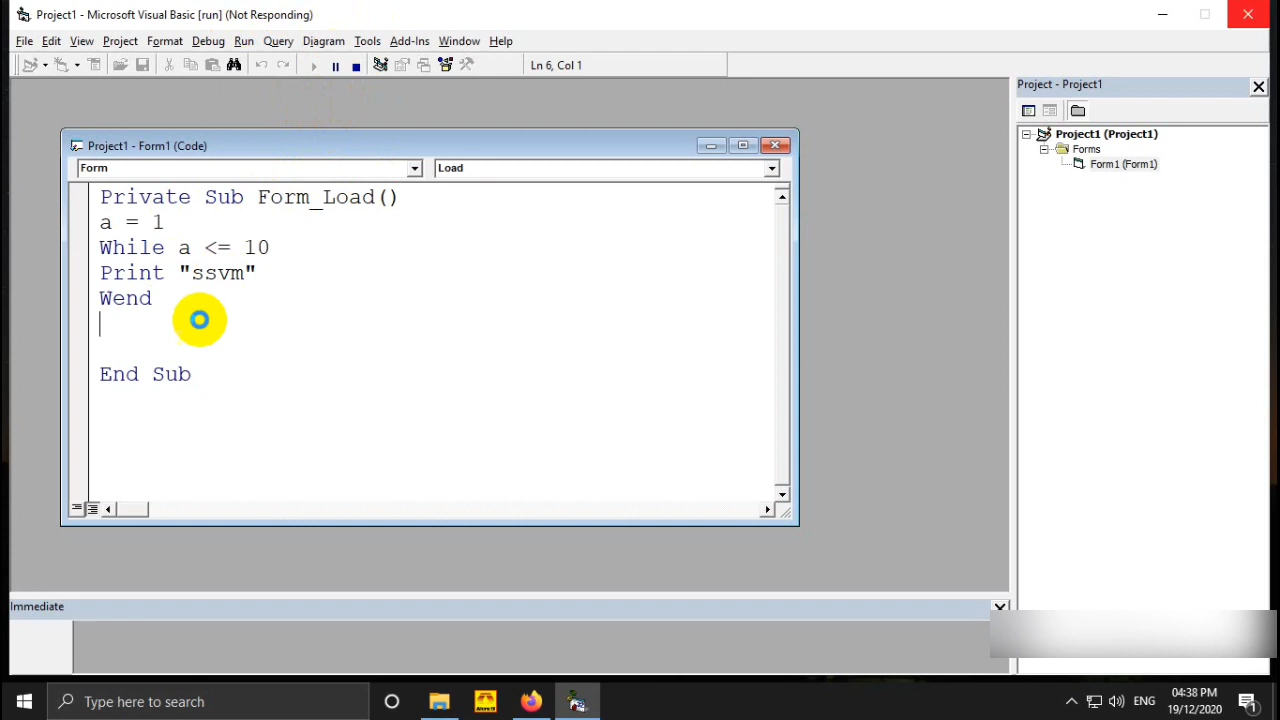 Project1 - Microsoft Visual Basic [run] (Not Responding)
File Edit View Project Format Debug Run Query Diagram Tools Add-Ins Window Help
Ln 6, Col 1
Project - Project1
Project1 (Project1)
Forms
Form1 (Form1)
Project1 - Form1 (Code)
Form Load
Private Sub Form_Load()
a = 1
While a <= 10
Print "ssvm"
Wend
End Sub
Immediate
Type here to search
ENG
04:38 PM
19/12/2020
1